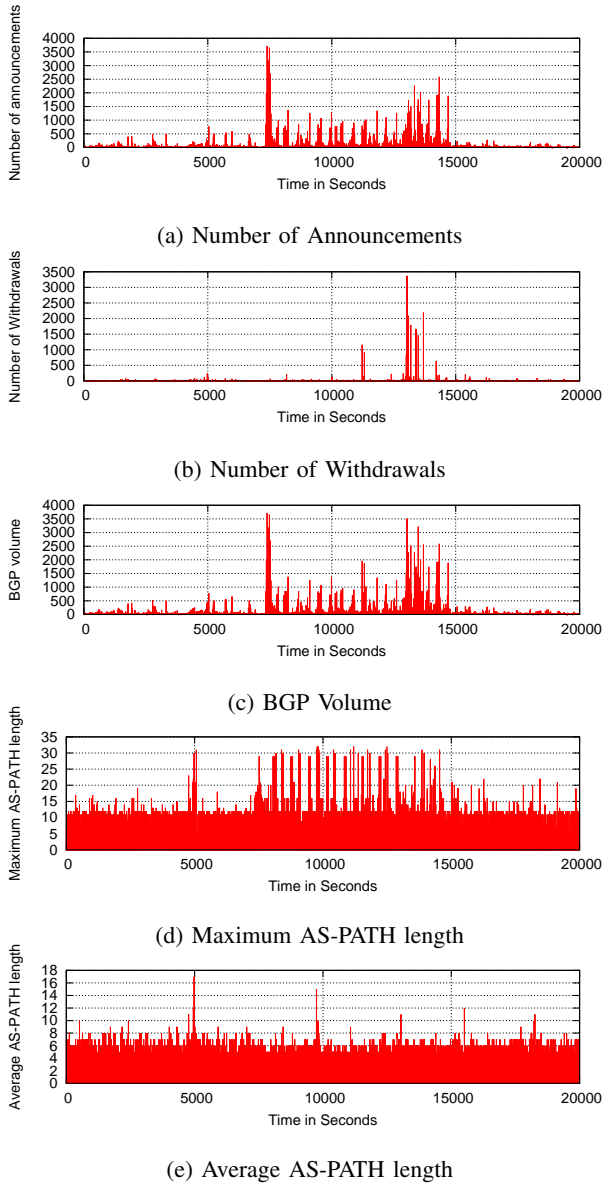 Number of announcements
4000
3500
3000
2500
2000
1500
1000
500
0
0 5000 10000 15000 20000
Time in Seconds
(a) Number of Announcements
Number of Withdrawals
3500
3000
2500
2000
1500
1000
500
0
0 5000 10000 15000 20000
Time in Seconds
(b) Number of Withdrawals
BGP volume
4000
3500
3000
2500
2000
1500
1000
500
0
0 5000 10000 15000 20000
Time in Seconds
(c) BGP Volume
Maximum AS-PATH length
35
30
25
20
15
10
5
0
0 5000 10000 15000 20000
Time in Seconds
(d) Maximum AS-PATH length
Average AS-PATH length
18
16
14
12
10
8
6
4
2
0
0 5000 10000 15000 20000
Time in Seconds
(e) Average AS-PATH length